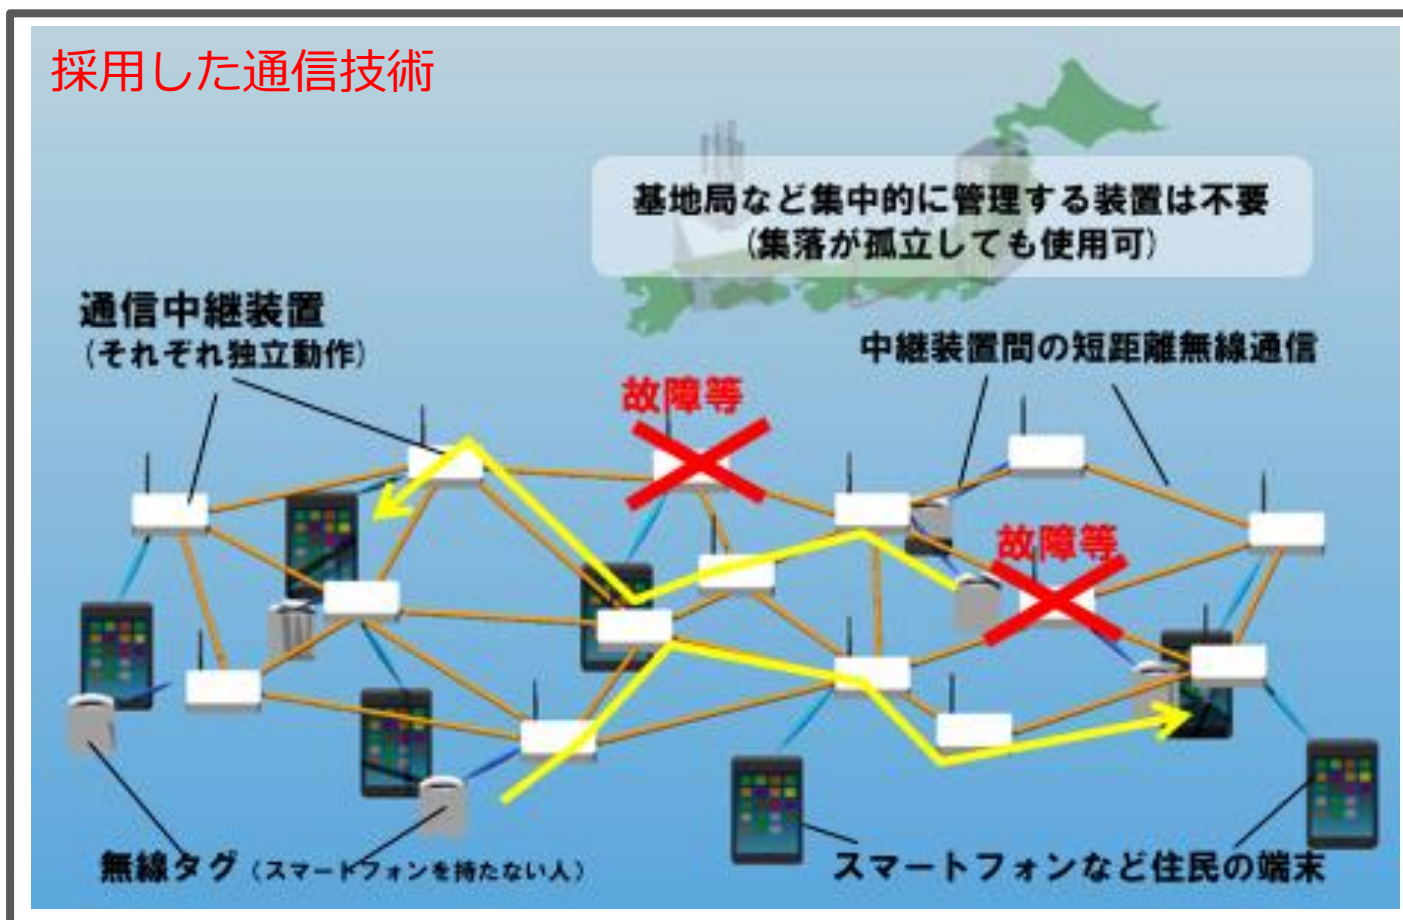 採用した通信技術
基地局など集中的に管理する装置は不要
(集落が孤立しても使用可)
通信中継装置
(それぞれ独立動作)
中継装置間の短距離無線通信
故障等
故障等
無線タグ(スマートフォンを持たない人)
スマートフォンなど住民の端末